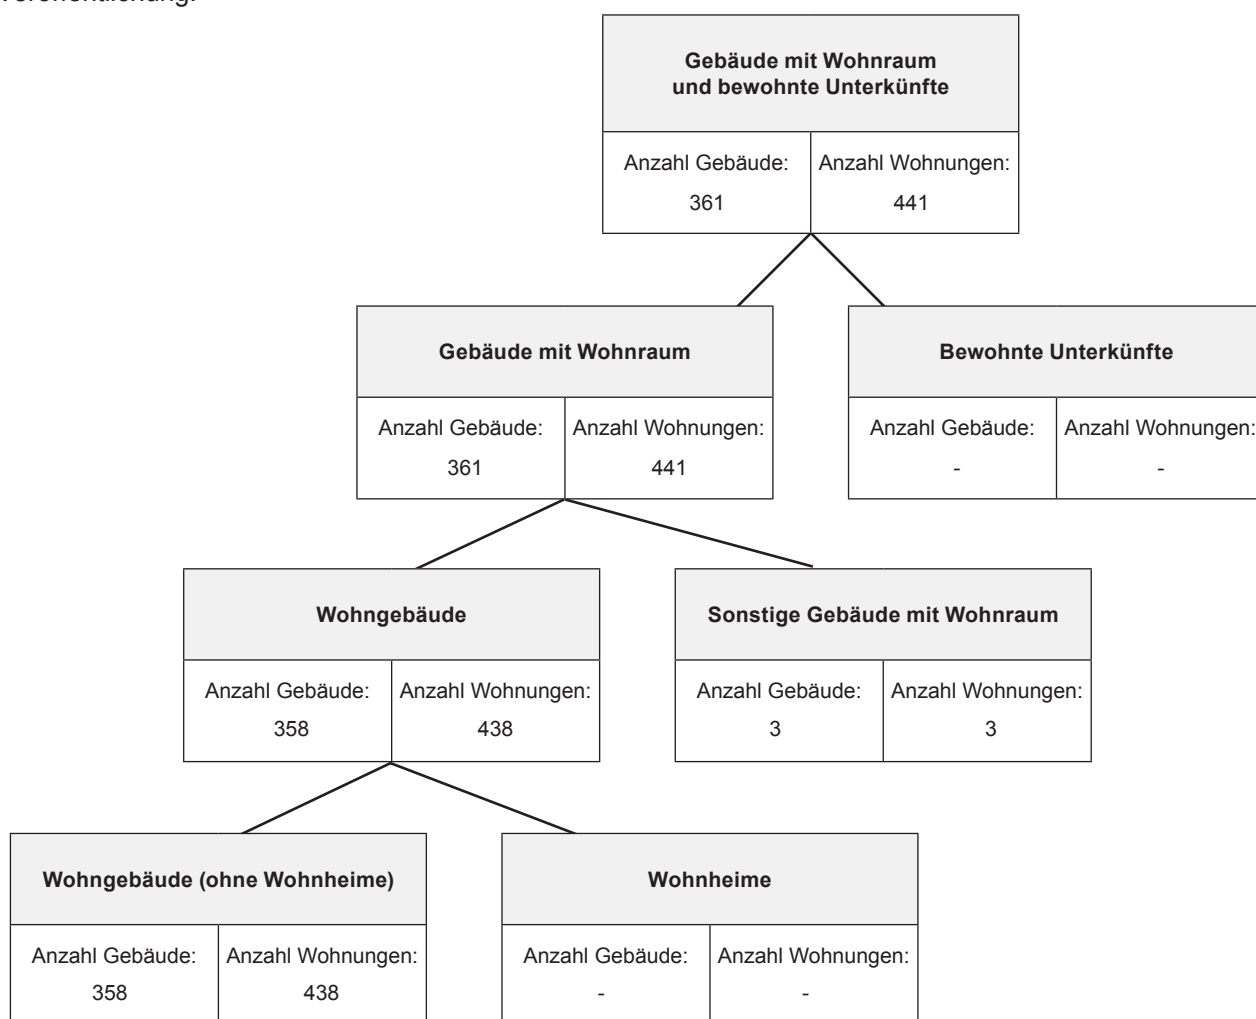 Gebäude mit Wohnraum
und bewohnte Unterkünfte
Anzahl Gebäude: Anzahl Wohnungen:
361 441
Gebäude mit Wohnraum
Bewohnte Unterkünfte
Anzahl Gebäude: Anzahl Wohnungen:
361 441
Anzahl Gebäude: Anzahl Wohnungen:
- -
Wohngebäude
Sonstige Gebäude mit Wohnraum
Anzahl Gebäude: Anzahl Wohnungen:
358 438
Anzahl Gebäude: Anzahl Wohnungen:
3 3
Wohngebäude (ohne Wohnheime)
Wohnheime
Anzahl Gebäude: Anzahl Wohnungen:
358 438
Anzahl Gebäude: Anzahl Wohnungen:
- -